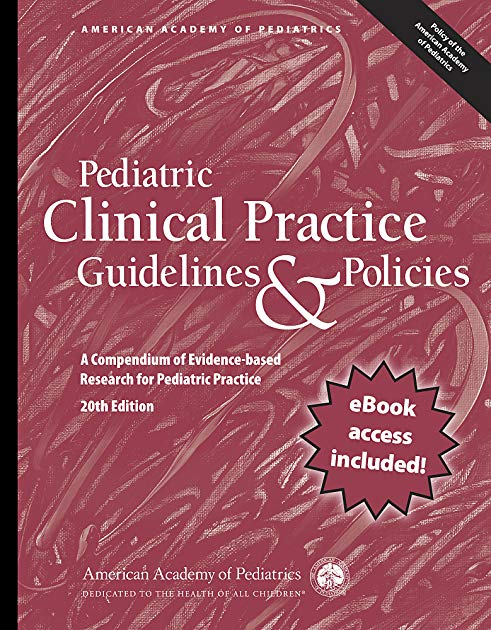 AMERICAN ACADEMY OF PEDIATRICS
Policy of the
American Academy
of Pediatrics
Pediatric
Clinical Practice
Guidelines & Policies
A Compendium of Evidence-based
Research for Pediatric Practice
20th Edition
eBook
access
included!
American Academy of Pediatrics
DEDICATED TO THE HEALTH OF ALL CHILDREN®